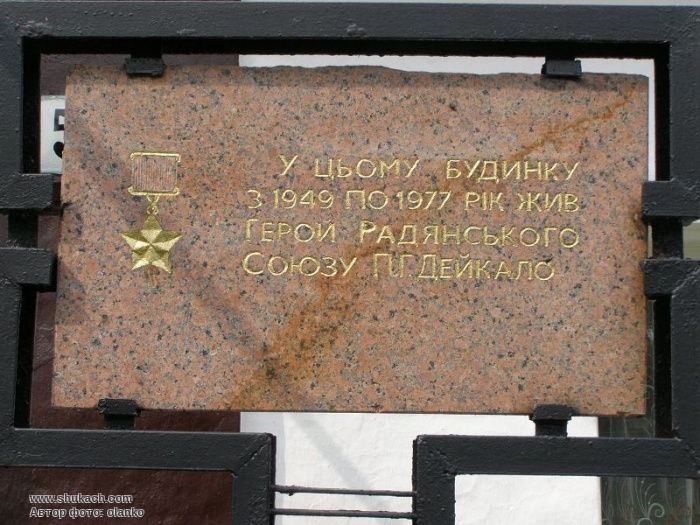 У ЦЬОМУ БУДИНКУ
З 1949 ПО 1977 РІК ЖИВ
ГЕРОЙ РАДЯНСЬКОГО
СОЮЗУ П.Г.ДЕЙКАЛО
www.shukach.com
Автор фото: olanko